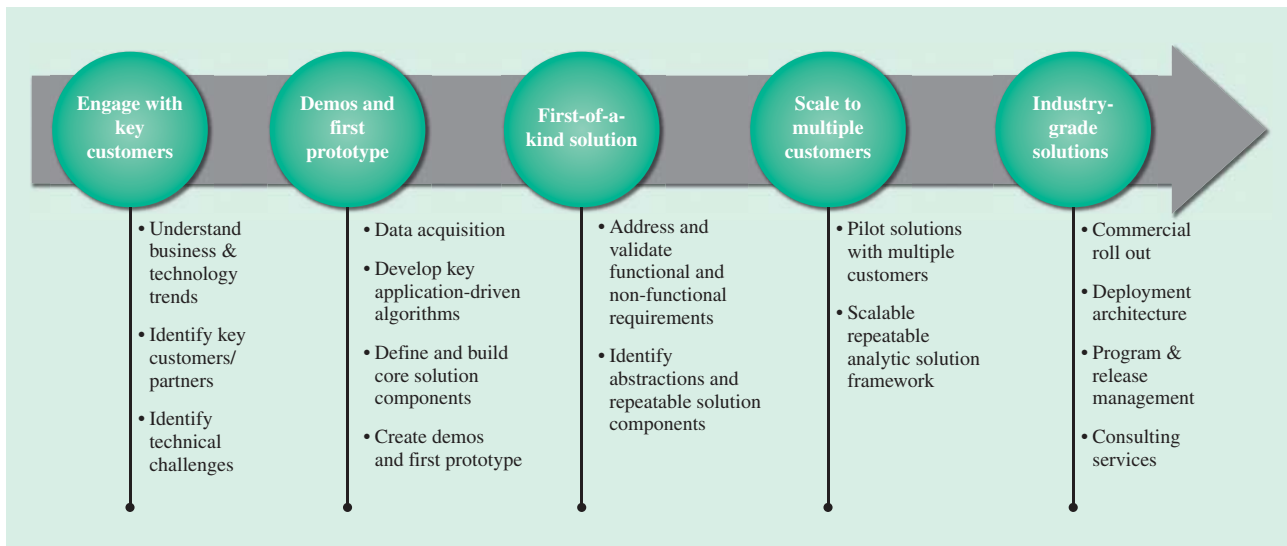 Engage with
key
customers
• Understand
business &
technology
trends
• Identify key
customers/
partners
• Identify
technical
challenges
Demos and
first
prototype
• Data acquisition
• Develop key
application-driven
algorithms
• Define and build
core solution
components
• Create demos
and first prototype
First-of-a-
kind solution
• Address and
validate
functional and
non-functional
requirements
• Identify
abstractions and
repeatable solution
components
Scale to
multiple
customers
• Pilot solutions
with multiple
customers
• Scalable
repeatable
analytic solution
framework
Industry-
grade
solutions
• Commercial
roll out
• Deployment
architecture
• Program &
release
management
• Consulting
services